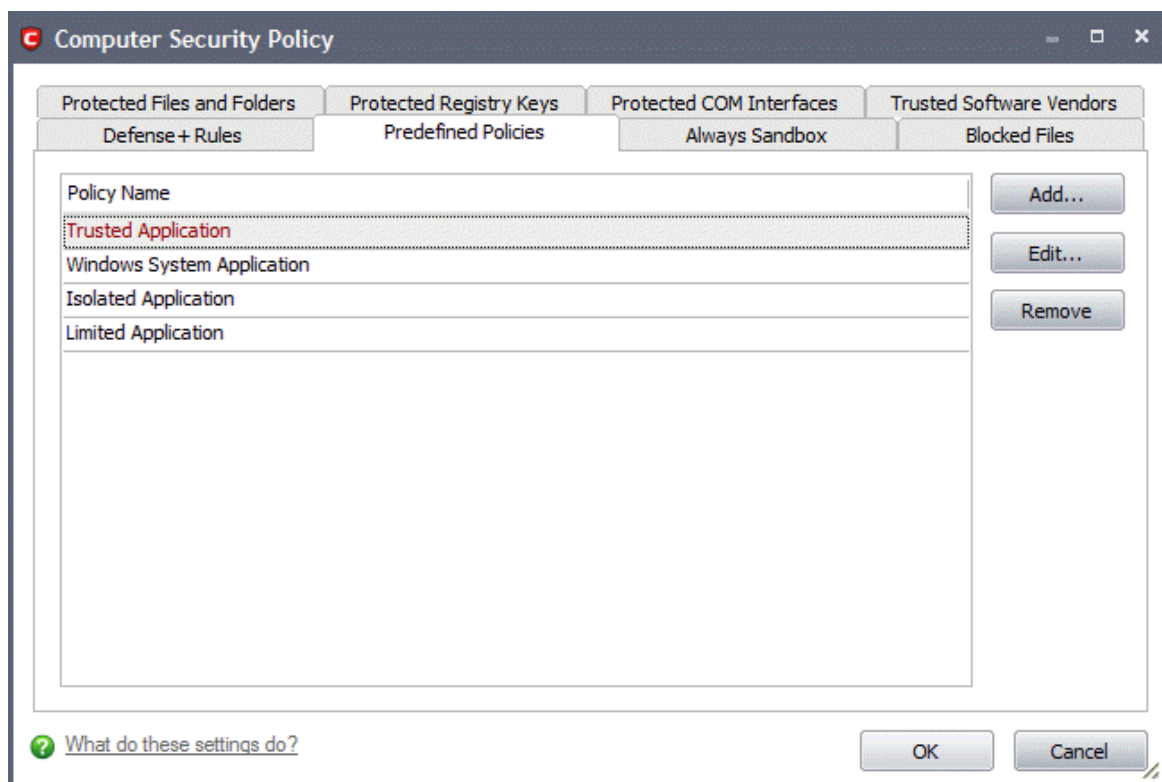 Computer Security Policy
Protected Files and Folders
Protected Registry Keys
Protected COM Interfaces
Trusted Software Vendors
Defense+ Rules
Predefined Policies
Always Sandbox
Blocked Files
Policy Name
Trusted Application
Windows System Application
Isolated Application
Limited Application
Add...
Edit...
Remove
What do these settings do?
OK
Cancel